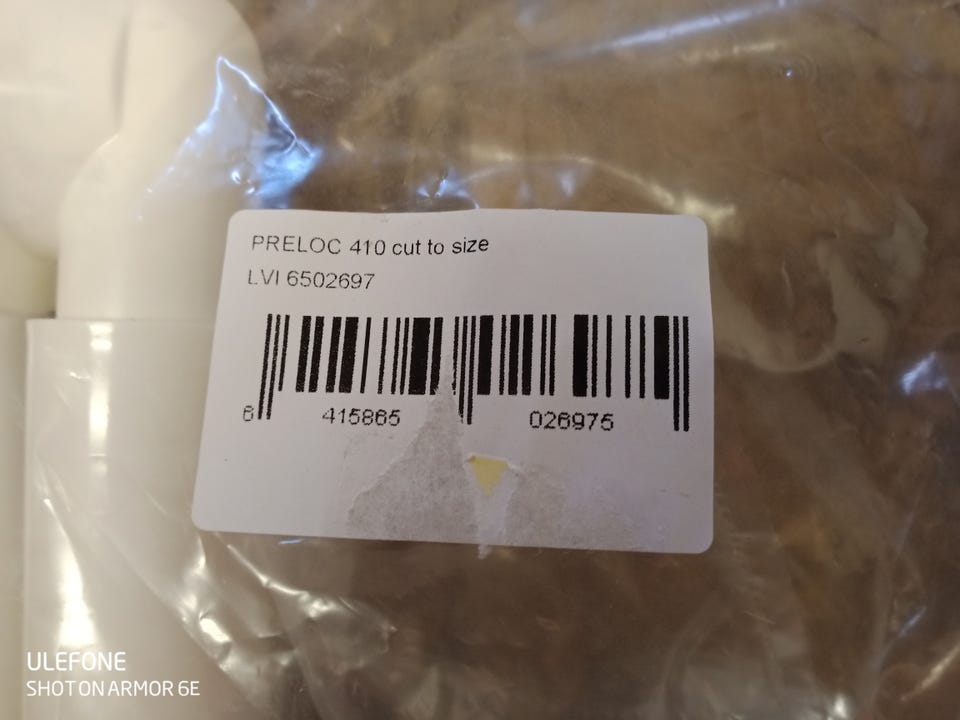 PRELOC 410 cut to size
LVI 6502697
6 415865 026975
ULEFONE
SHOT ON ARMOR 6E